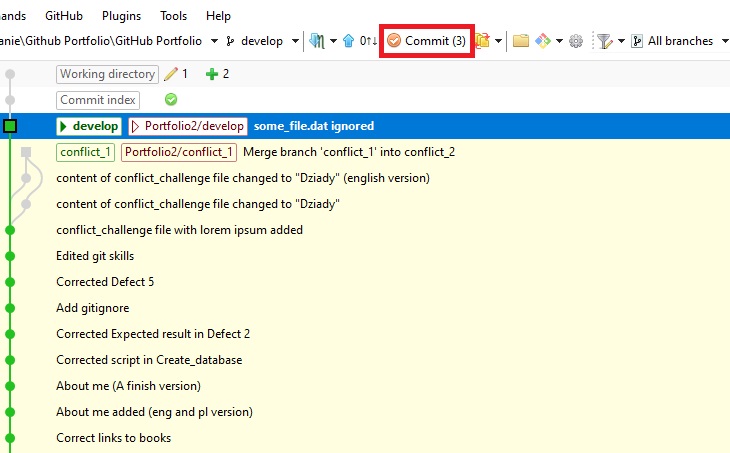 ands GitHub Plugins Tools Help
anie\Github Portfolio\GitHub Portfolio develop 0↑↓ Commit (3) All branches
Working directory 1 2
Commit index
develop Portfolio2/develop some_file.dat ignored
conflict_1 Portfolio2/conflict_1 Merge branch 'conflict_1' into conflict_2
content of conflict_challenge file changed to "Dziady" (english version)
content of conflict_challenge file changed to "Dziady"
conflict_challenge file with lorem ipsum added
Edited git skills
Corrected Defect 5
Add gitignore
Corrected Expected result in Defect 2
Corrected script in Create_database
About me (A finish version)
About me added (eng and pl version)
Correct links to books